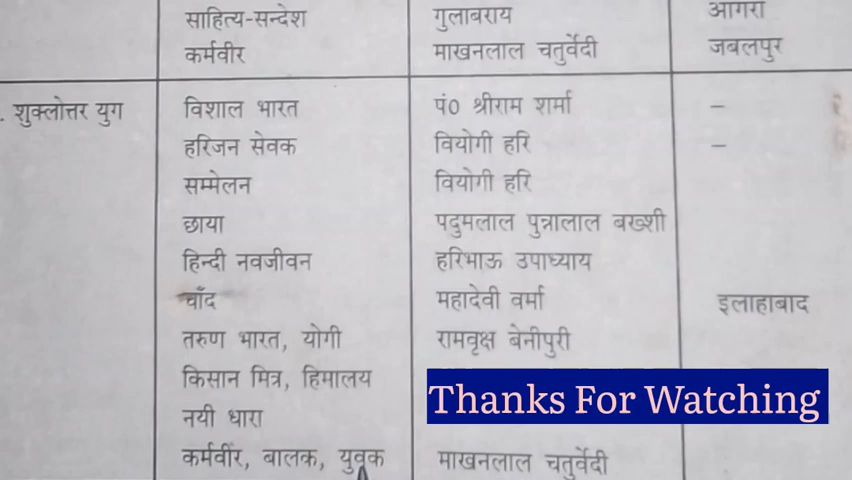 साहित्य-सन्देश गुलाबराय आगरा
कर्मवीर माखनलाल चतुर्वेदी जबलपुर
. शुक्लोत्तर युग विशाल भारत पं0 श्रीराम शर्मा –
हरिजन सेवक वियोगी हरि –
सम्मेलन वियोगी हरि
छाया पदुमलाल पुन्नालाल बख्शी
हिन्दी नवजीवन हरिभाऊ उपाध्याय
चाँद महादेवी वर्मा इलाहाबाद
तरुण भारत, योगी रामवृक्ष बेनीपुरी
किसान मित्र, हिमालय
Thanks For Watching
नयी धारा
कर्मवीर, बालक, युवक माखनलाल चतुर्वेदी